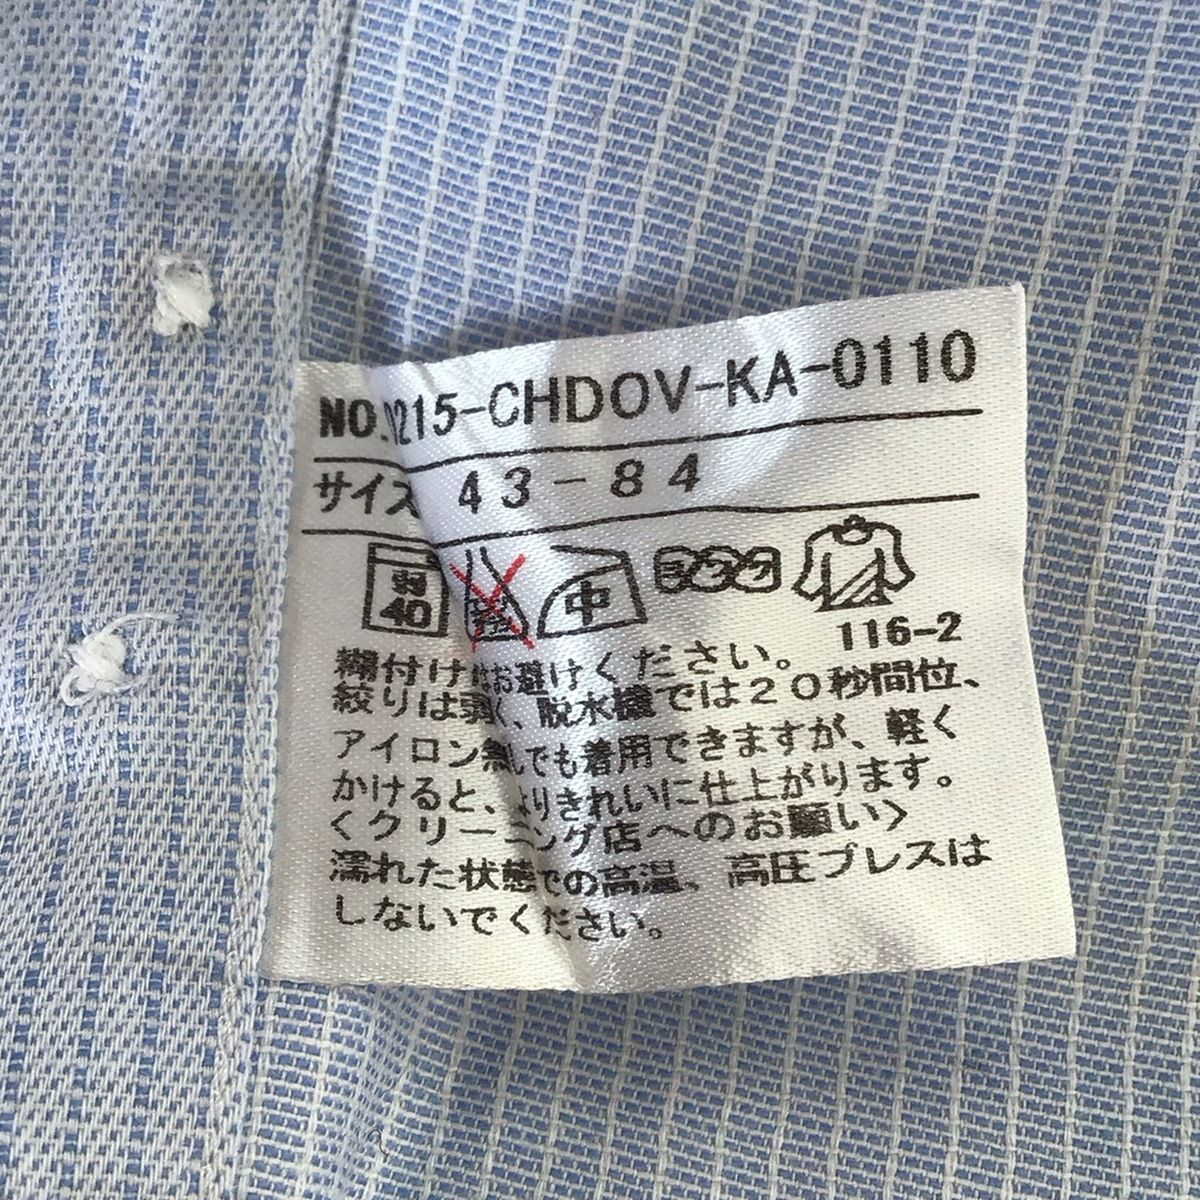 NO.0215-CHDOV-KA-0110
サイズ 43-84
弱 40 中 ヨワク
116-2
糊付けはお避けください。
絞りは弱く、脱水機では20秒間位、
アイロン無しでも着用できますが、軽く
かけると、よりきれいに仕上がります。
<クリーニング店へのお願い>
濡れた状態での高温、高圧プレスは
しないでください。